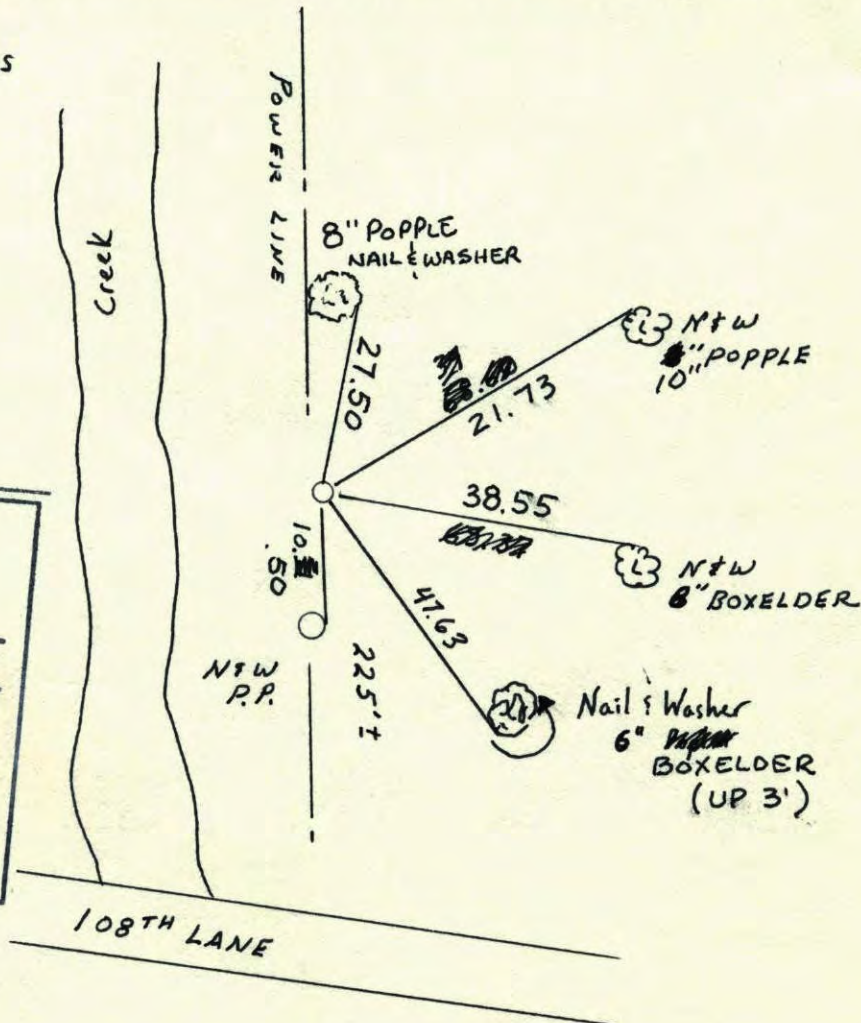 s
POWER LINE
Creek
8" POPPLE
NAIL & WASHER
N & W
10" POPPLE
27.50
21.73
38.55
N & W
8" BOXELDER
10.
.50
47.63
N & W
P.P.
225'±
Nail & Washer
6"
BOXELDER
(UP 3')
108TH LANE